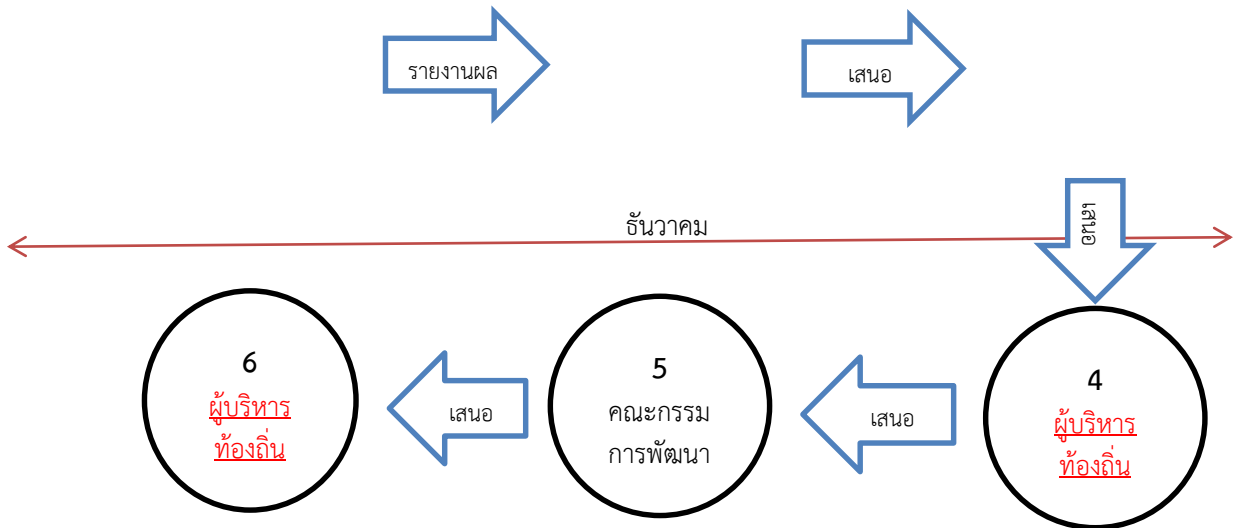 รายงานผล
เสนอ
เสนอ
ธันวาคม
6
ผู้บริหาร
ท้องถิ่น
เสนอ
5
คณะกรรม
การพัฒนา
เสนอ
4
ผู้บริหาร
ท้องถิ่น